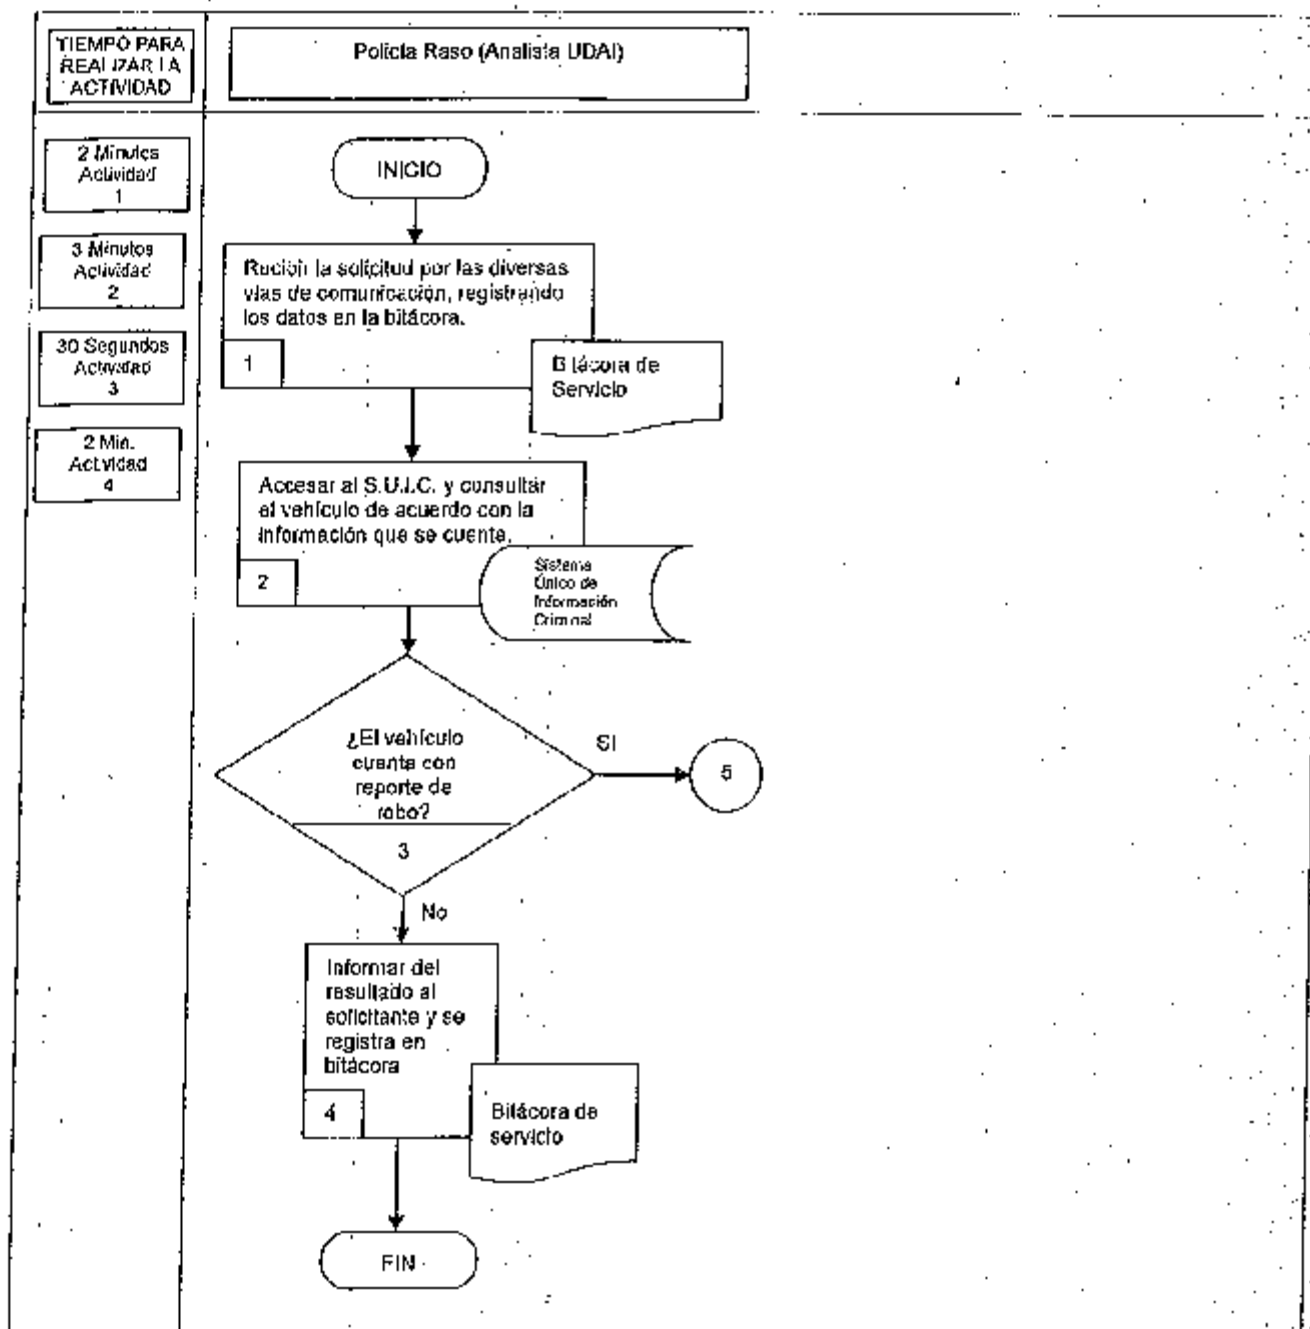 TIEMPO PARA
REALIZAR LA
ACTIVIDAD
Policía Raso (Analista UDAI)
2 Minutos
Actividad
1
3 Minutos
Actividad
2
30 Segundos
Actividad
3
2 Min.
Actividad
4
INICIO
Recibir la solicitud por las diversas
vías de comunicación, registrando
los datos en la bitácora.
1
Bitácora de
Servicio
Accesar al S.U.I.C. y consultar
el vehículo de acuerdo con la
información que se cuente.
2
Sistema
Único de
Información
Criminal
¿El vehículo
cuenta con
reporte de
robo?
3
SI
5
No
Informar del
resultado al
solicitante y se
registra en
bitácora
4
Bitácora de
servicio
FIN